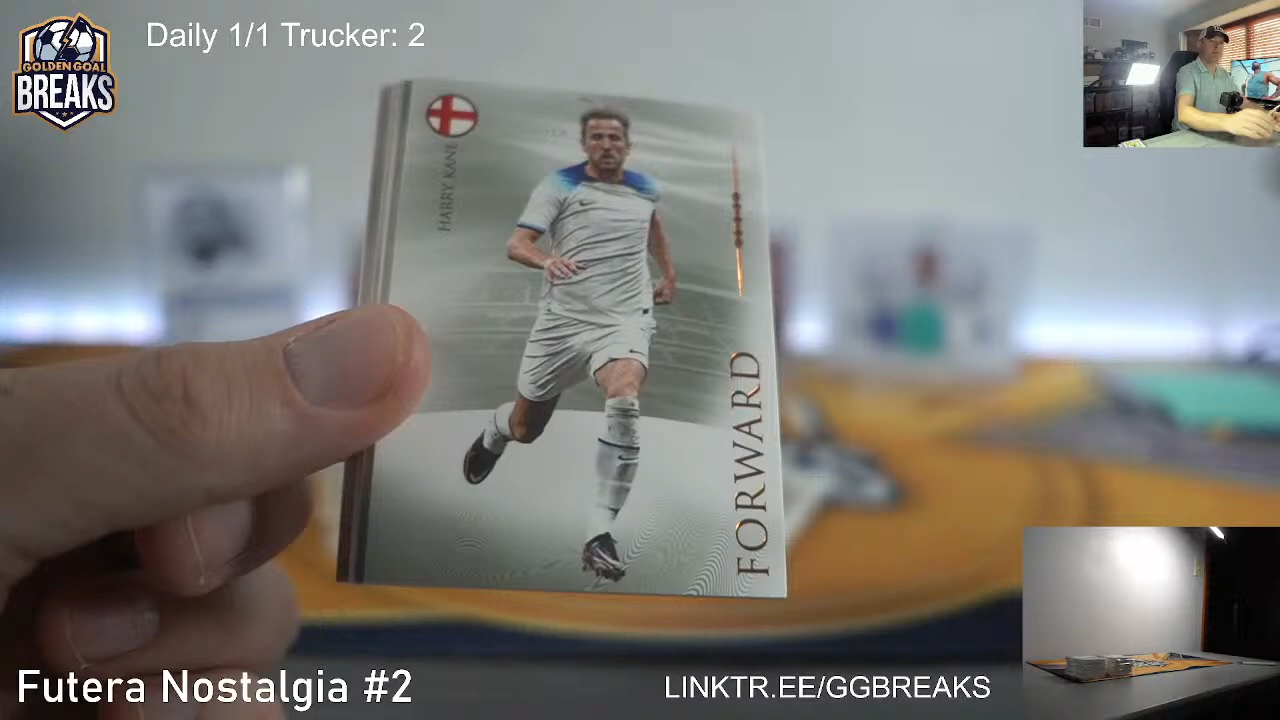 Daily 1/1 Trucker: 2
GOLDEN GOAL
BREAKS
HARRY KANE
FORWARD
Futera Nostalgia #2
LINKTR.EE/GGBREAKS